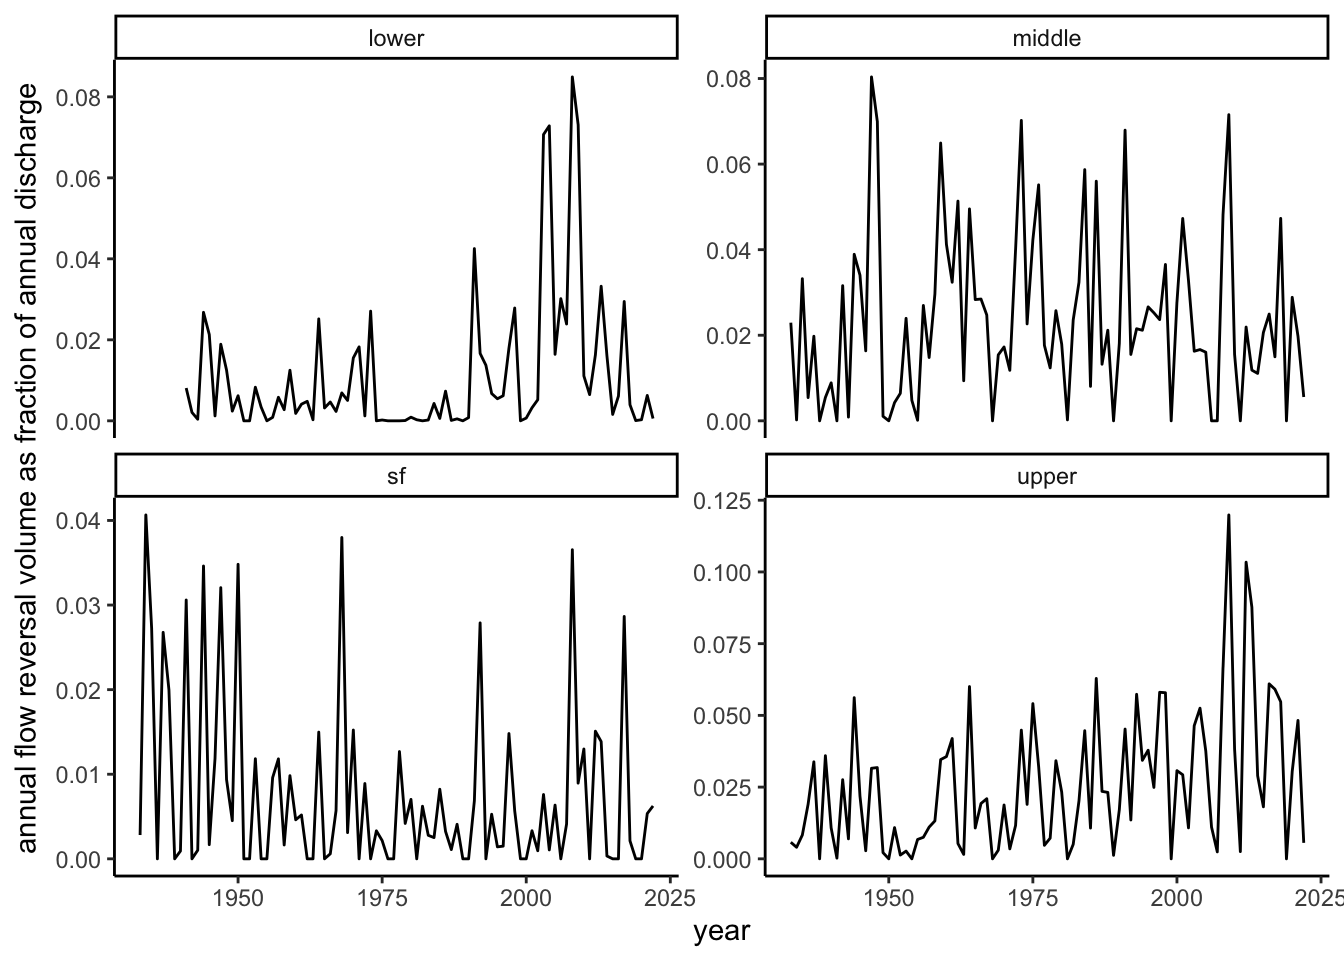 lower
middle
annual flow reversal volume as fraction of annual discharge
0.08
0.06
0.04
0.02
0.00
0.08
0.06
0.04
0.02
0.00
sf
upper
0.04
0.03
0.02
0.01
0.00
0.125
0.100
0.075
0.050
0.025
0.000
1950 1975 2000 2025
1950 1975 2000 2025
year